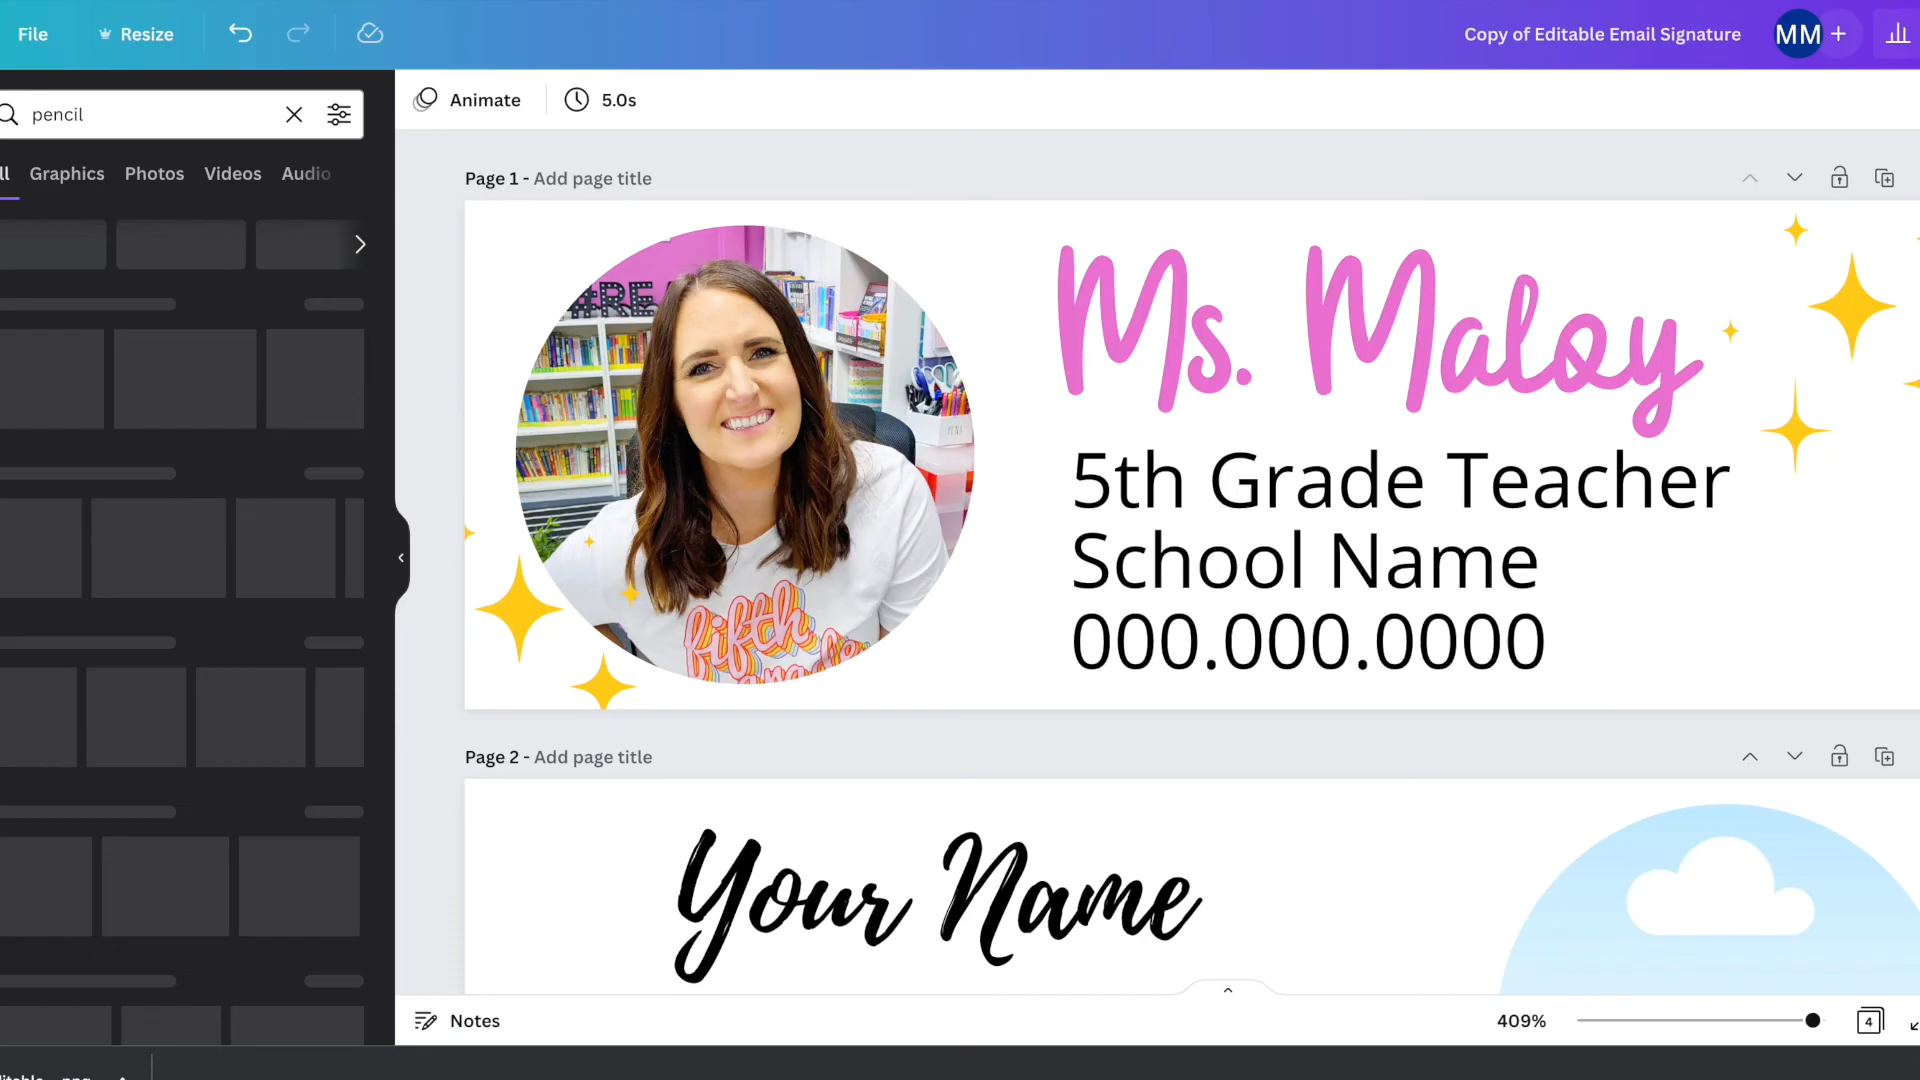 File
Resize
Copy of Editable Email Signature
MM
pencil
Graphics
Photos
Videos
Audio
Animate
5.0s
Page 1 - Add page title
#REA
Ms. Maloy
5th Grade Teacher
School Name
000.000.0000
fifth
Page 2 - Add page title
Your Name
Notes
409%
4